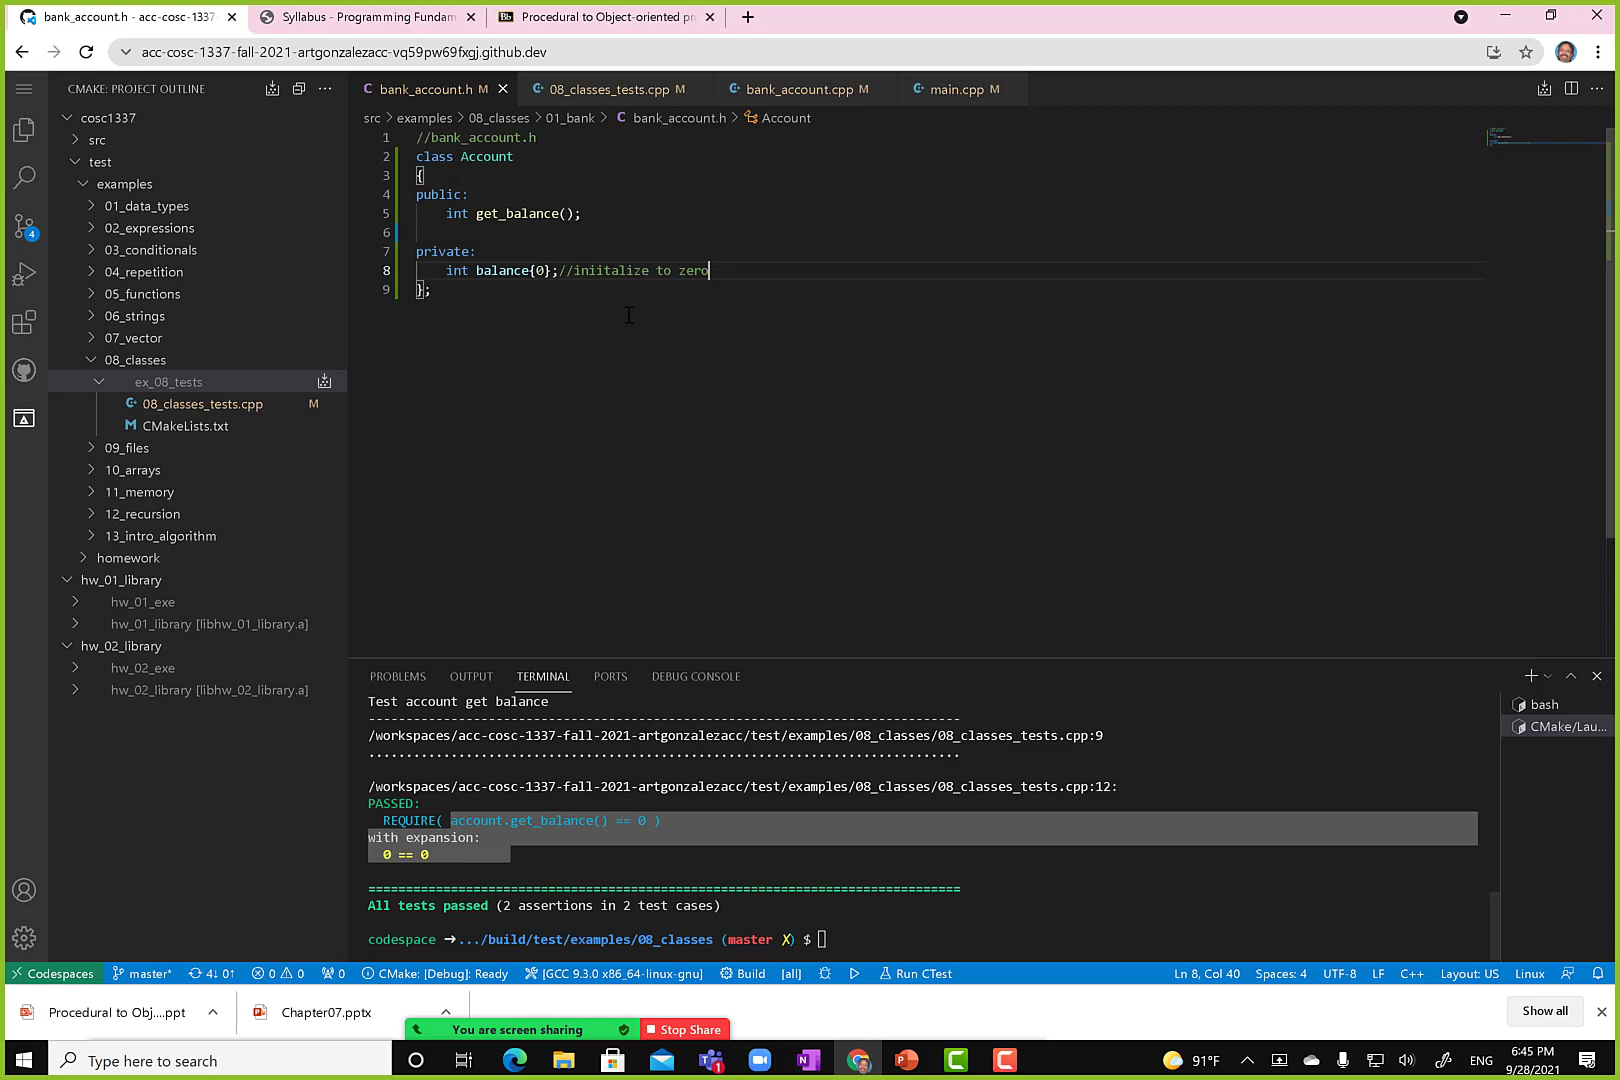 bank_account.h - acc-cosc-1337-
Syllabus - Programming Fundam
Bb Procedural to Object-oriented pr
acc-cosc-1337-fall-2021-artgonzalezacc-vq59pw69fxgj.github.dev
CMAKE: PROJECT OUTLINE
cosc1337
src
test
examples
01_data_types
02_expressions
03_conditionals
04_repetition
05_functions
06_strings
07_vector
08_classes
ex_08_tests
08_classes_tests.cpp M
CMakeLists.txt
09_files
10_arrays
11_memory
12_recursion
13_intro_algorithm
homework
hw_01_library
hw_01_exe
hw_01_library [libhw_01_library.a]
hw_02_library
hw_02_exe
hw_02_library [libhw_02_library.a]
4
bank_account.h M
08_classes_tests.cpp M
bank_account.cpp M
main.cpp M
src > examples > 08_classes > 01_bank > C bank_account.h > Account
1 //bank_account.h
2 class Account
3 {
4 public:
5 int get_balance();
6
7 private:
8 int balance{0};//iniitalize to zero
9 };
PROBLEMS OUTPUT TERMINAL PORTS DEBUG CONSOLE
bash
CMake/Lau...
Test account get balance
-------------------------------------------------------------------------------
/workspaces/acc-cosc-1337-fall-2021-artgonzalezacc/test/examples/08_classes/08_classes_tests.cpp:9
...............................................................................
/workspaces/acc-cosc-1337-fall-2021-artgonzalezacc/test/examples/08_classes/08_classes_tests.cpp:12:
PASSED:
REQUIRE( account.get_balance() == 0 )
with expansion:
0 == 0
===============================================================================
All tests passed (2 assertions in 2 test cases)
codespace ➜ .../build/test/examples/08_classes (master ✗) $
Codespaces master* 4↓ 0↑ 0 0 0 CMake: [Debug]: Ready [GCC 9.3.0 x86_64-linux-gnu] Build [all] Run CTest Ln 8, Col 40 Spaces: 4 UTF-8 LF C++ Layout: US Linux
Procedural to Obj....ppt
Chapter07.pptx
Show all
You are screen sharing
Stop Share
Type here to search
1
91°F
ENG
6:45 PM
9/28/2021